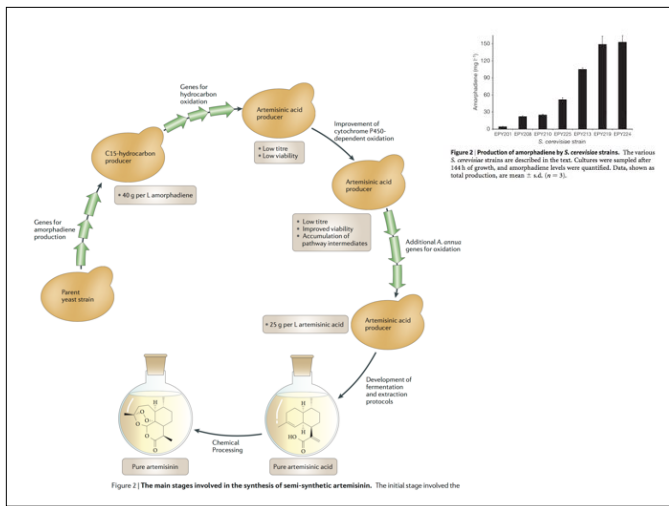 Genes for
hydrocarbon
oxidation
Artemisinic acid
producer
Improvement of
cytochrome P450-
dependent oxidation
• Low titre
• Low viability
C15-hydrocarbon
producer
• 40 g per L amorphadiene
Artemisinic acid
producer
• Low titre
• Improved viability
• Accumulation of
pathway intermediates
Genes for
amorphadiene
production
Additional A. annua
genes for oxidation
Parent
yeast strain
• 25 g per L artemisinic acid
Artemisinic acid
producer
Development of
fermentation
and extraction
protocols
H
O
O
O
H
O
O
H
H
HO
O
Chemical
Processing
Pure artemisinin
Pure artemisinic acid
Figure 2 | The main stages involved in the synthesis of semi-synthetic artemisinin. The initial stage involved the
Amorphadiene (mg l⁻¹)
150
120
90
60
30
0
EPY201 EPY208 EPY210 EPY225 EPY213 EPY219 EPY224
S. cerevisiae strain
Figure 2 | Production of amorphadiene by S. cerevisiae strains. The various
S. cerevisiae strains are described in the text. Cultures were sampled after
144 h of growth, and amorphadiene levels were quantified. Data, shown as
total production, are mean ± s.d. (n = 3).